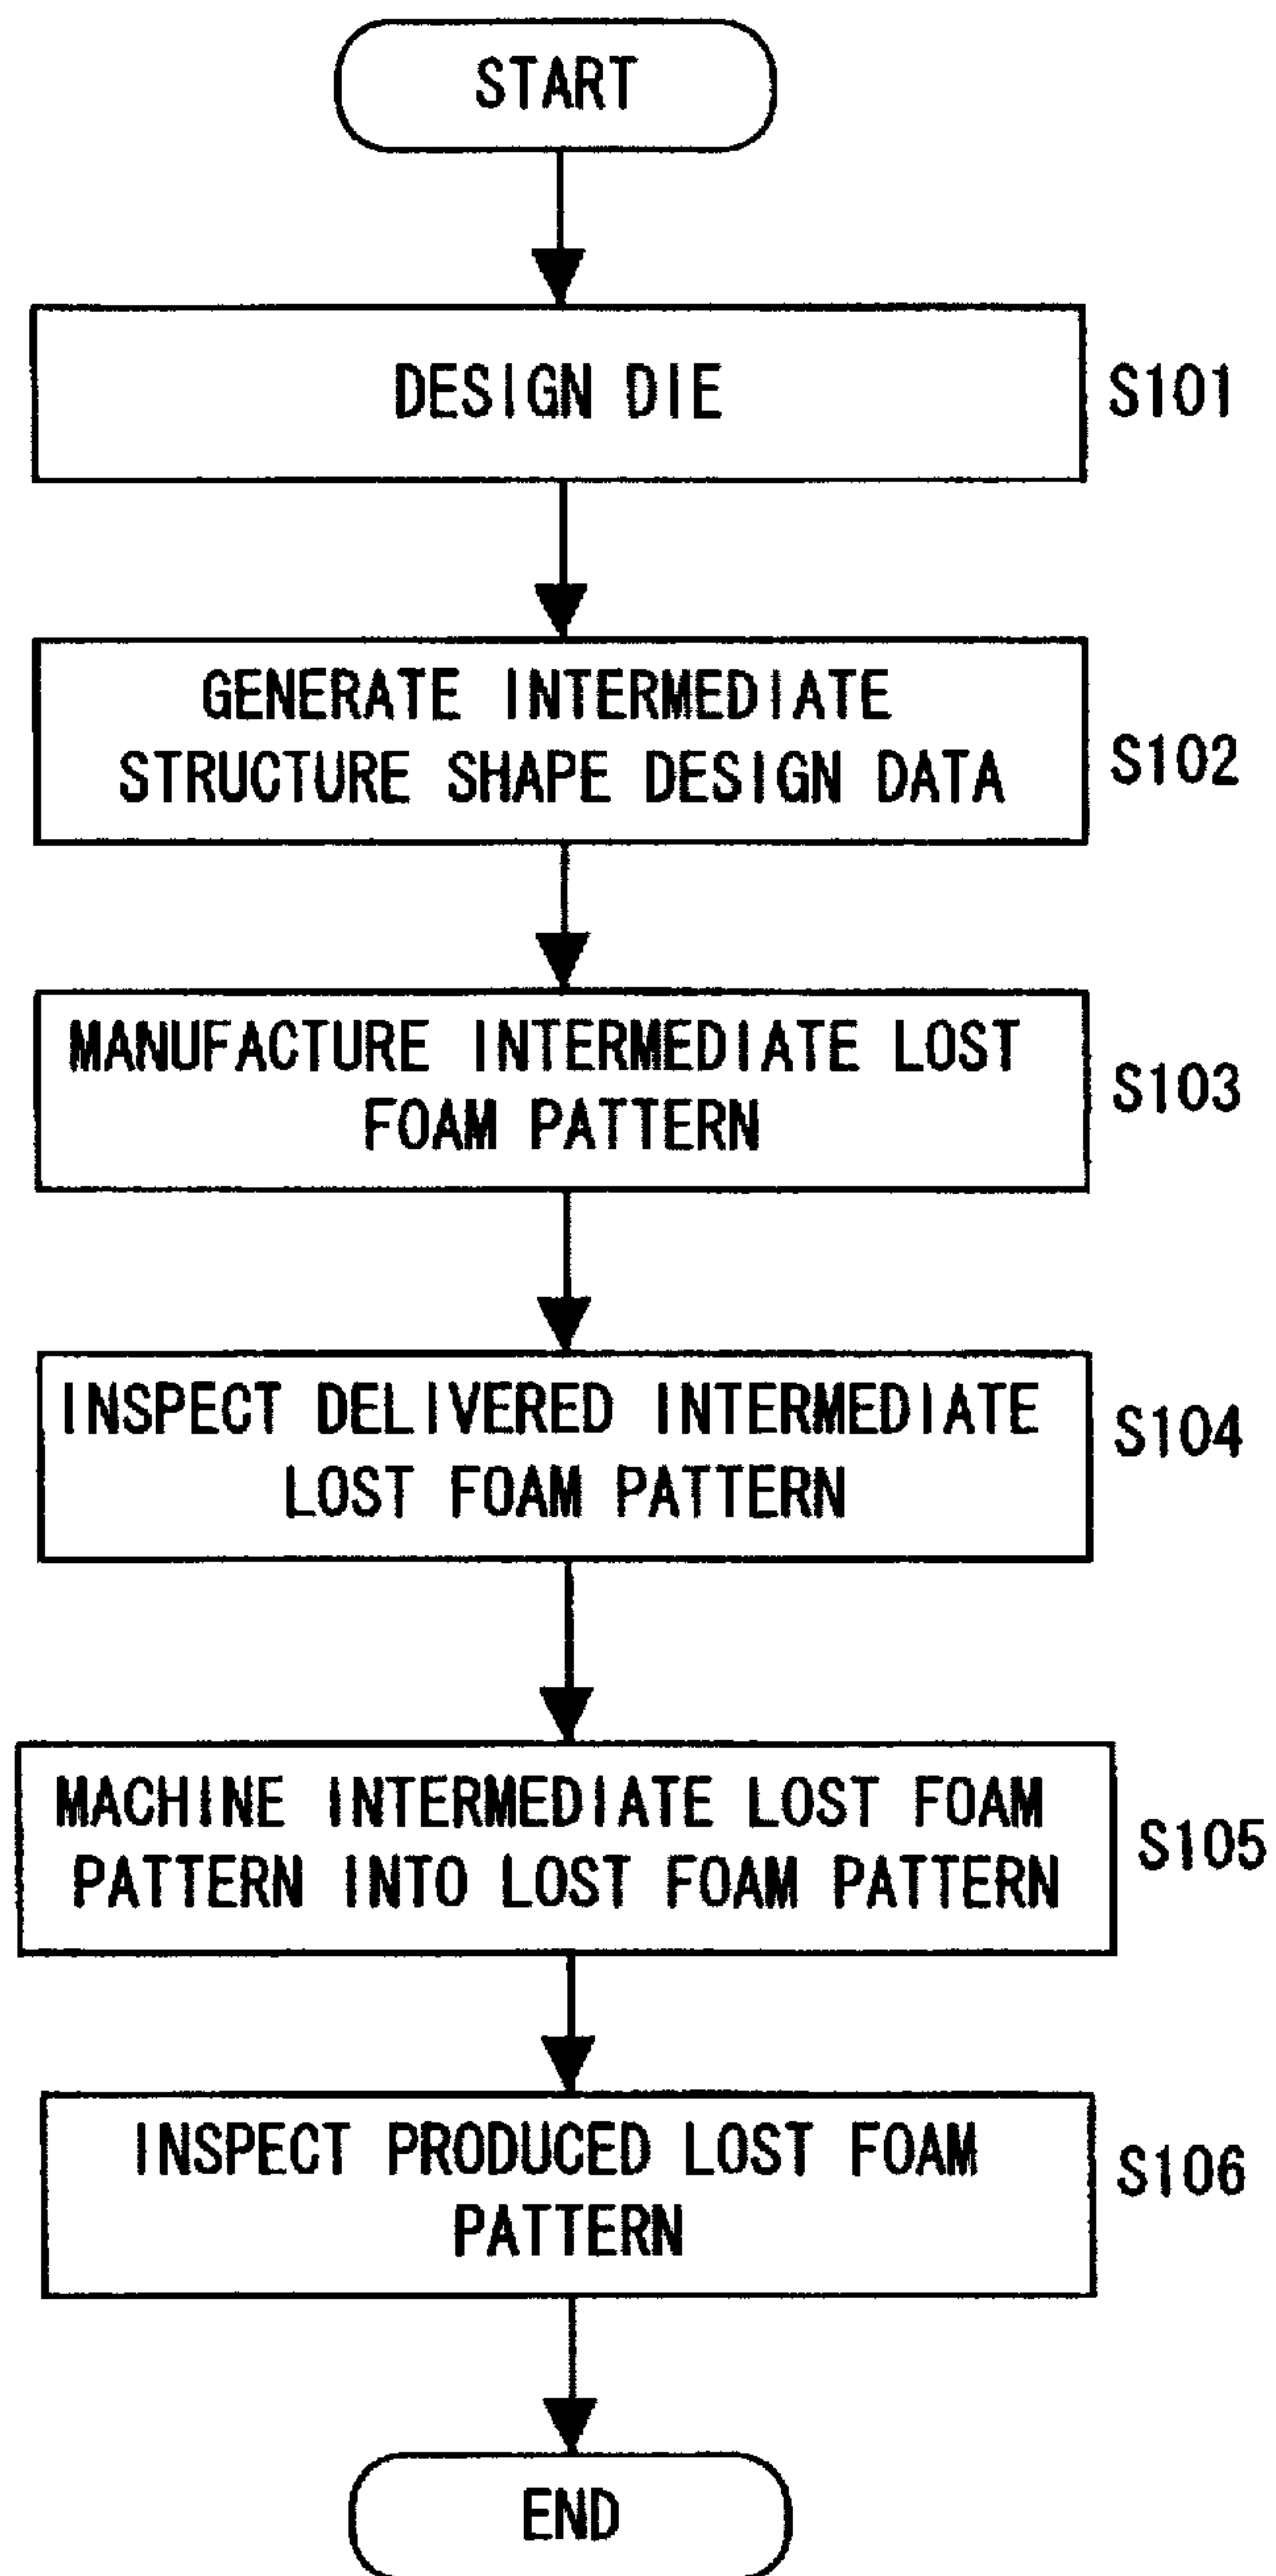 START
DESIGN DIE
S101
GENERATE INTERMEDIATE
STRUCTURE SHAPE DESIGN DATA
S102
MANUFACTURE INTERMEDIATE LOST
FOAM PATTERN
S103
INSPECT DELIVERED INTERMEDIATE
LOST FOAM PATTERN
S104
MACHINE INTERMEDIATE LOST FOAM
PATTERN INTO LOST FOAM PATTERN
S105
INSPECT PRODUCED LOST FOAM
PATTERN
S106
END